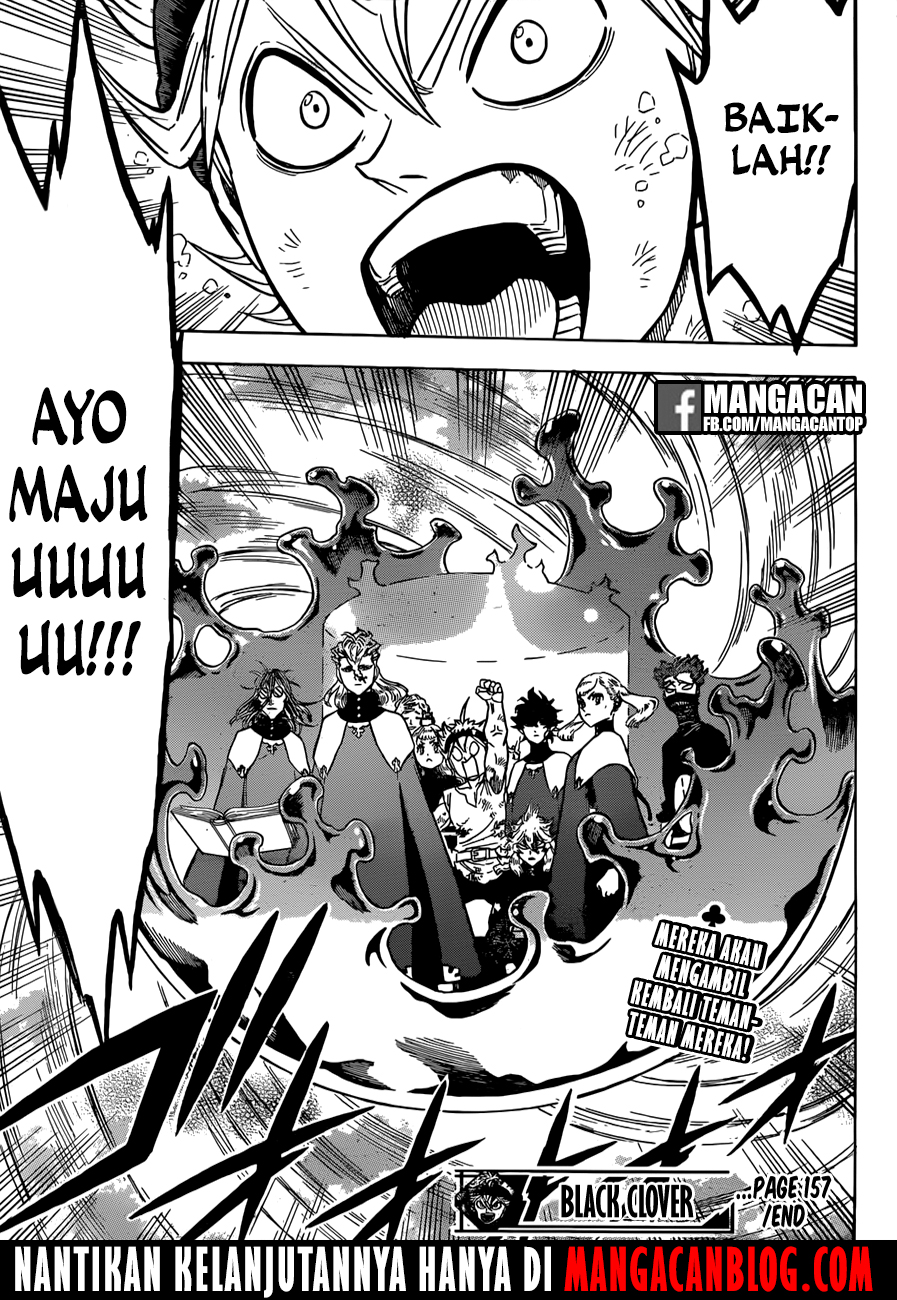 BAIK-
LAH!!
AYO
MAJU
UUUU
UU!!!
f MANGACAN
FB.COM/MANGACANTOP
MEREKA AKAN
MENGAMBIL
KEMBALI TEMAN-
TEMAN MEREKA!
BLACK CLOVER
...PAGE 157
/END
NANTIKAN KELANJUTANNYA HANYA DI MANGACANBLOG.COM